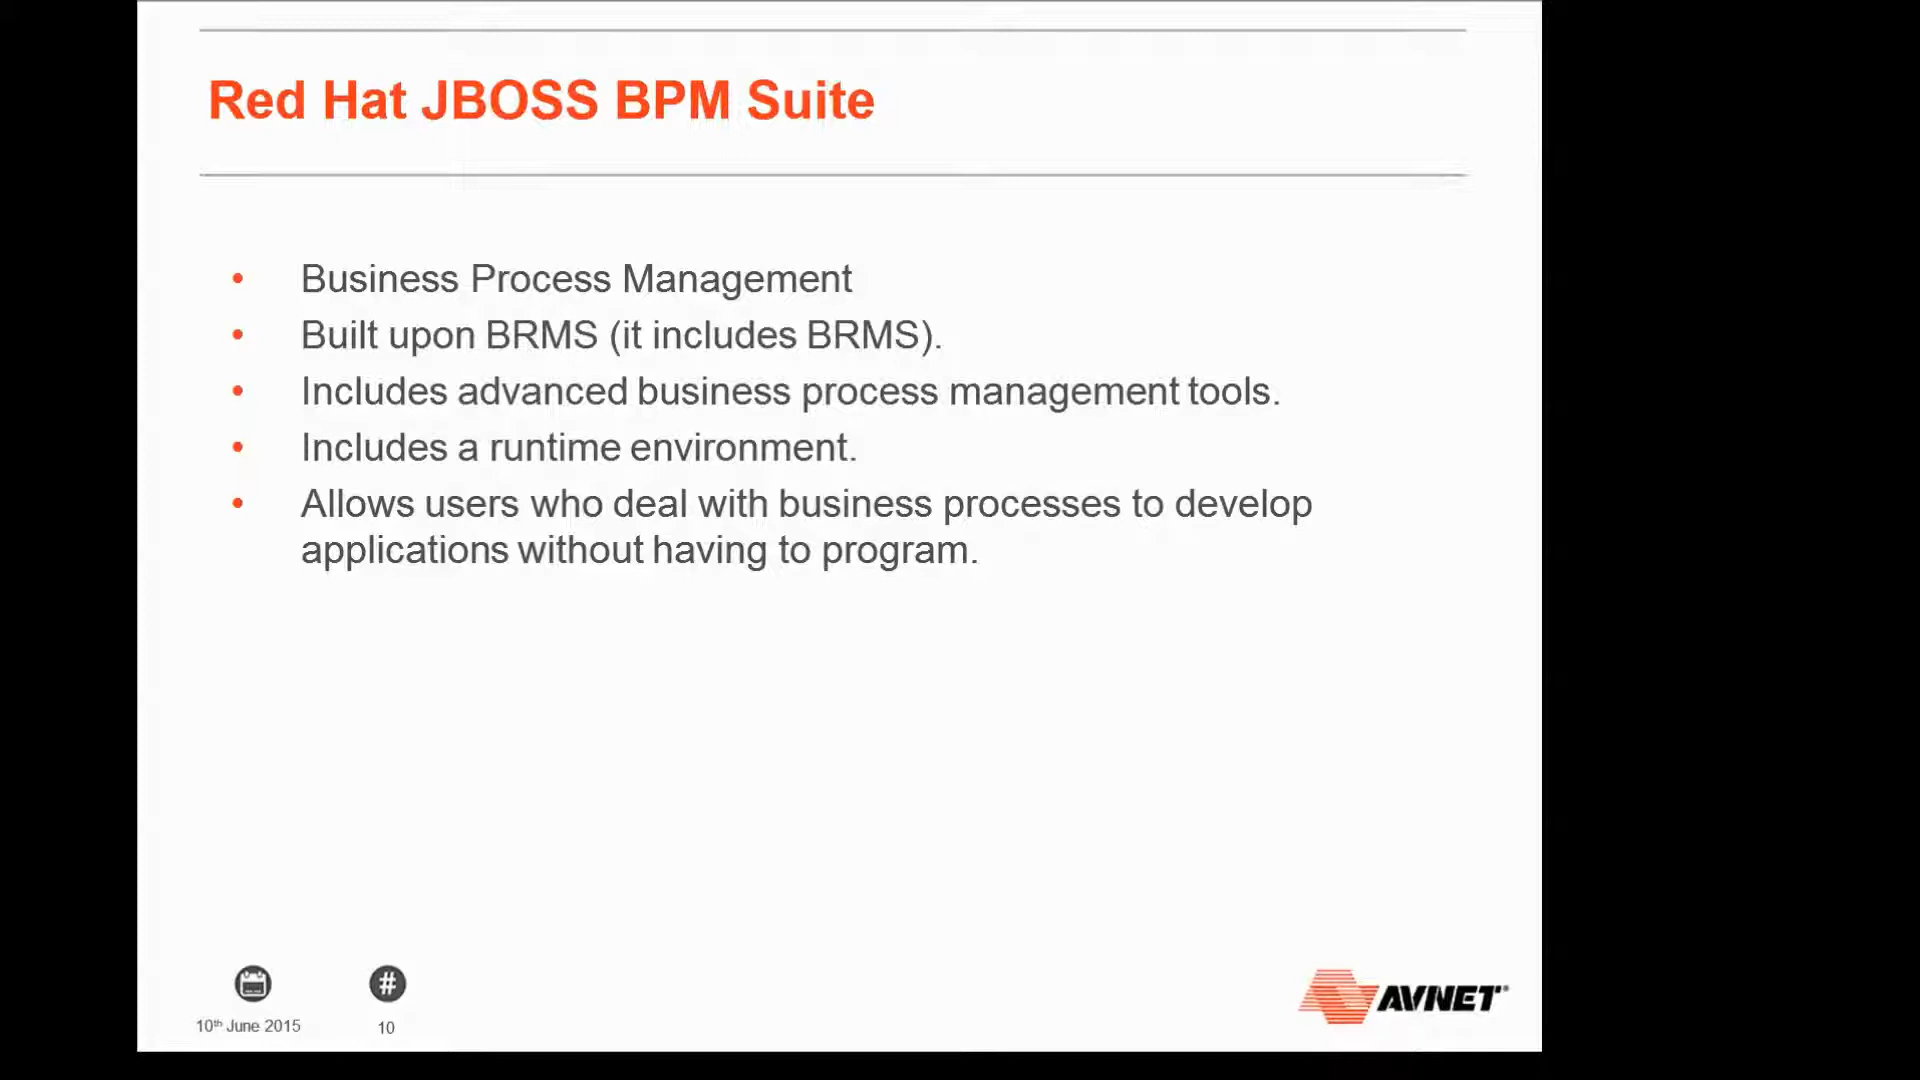 Red Hat JBOSS BPM Suite
• Business Process Management
• Built upon BRMS (it includes BRMS).
• Includes advanced business process management tools.
• Includes a runtime environment.
• Allows users who deal with business processes to develop
applications without having to program.
#
10th June 2015
10
AVNET